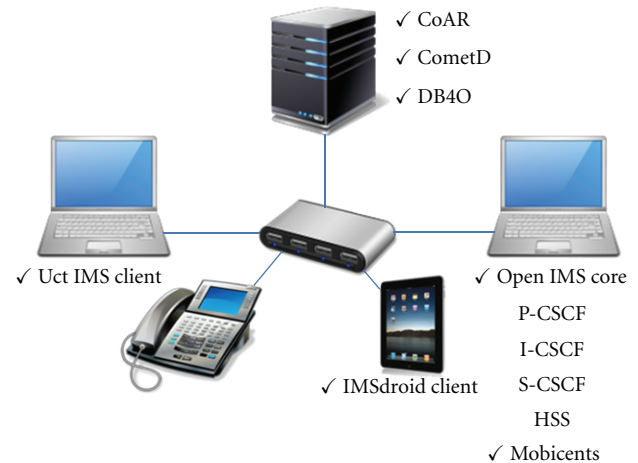 ✓ CoAR
✓ CometD
✓ DB4O
✓ Uct IMS client
✓ Open IMS core
P-CSCF
I-CSCF
S-CSCF
HSS
✓ Mobicents
✓ IMSdroid client